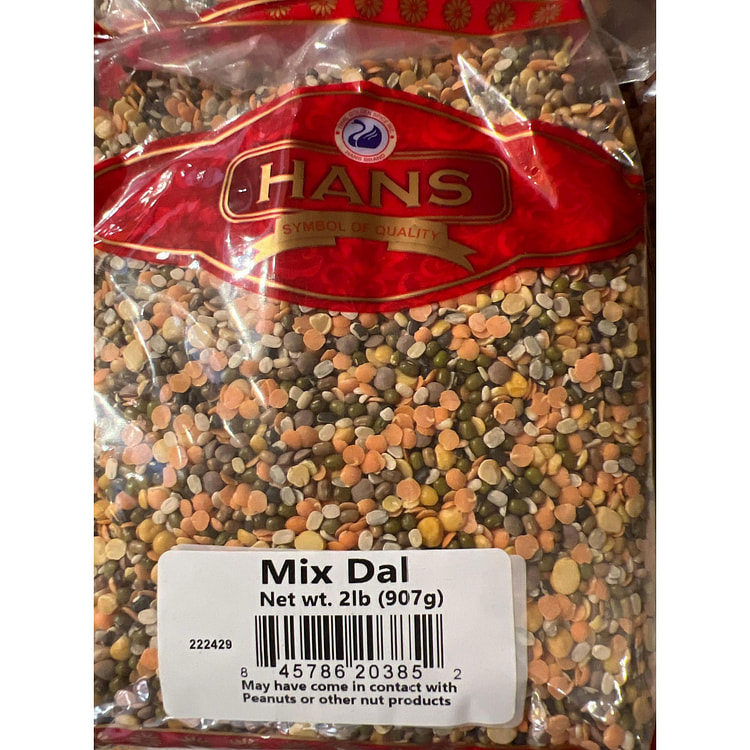 HANS
SYMBOL OF QUALITY
Mix Dal
Net wt. 2lb (907g)
222429
8 45786 20385 2
May have come in contact with
Peanuts or other nut products